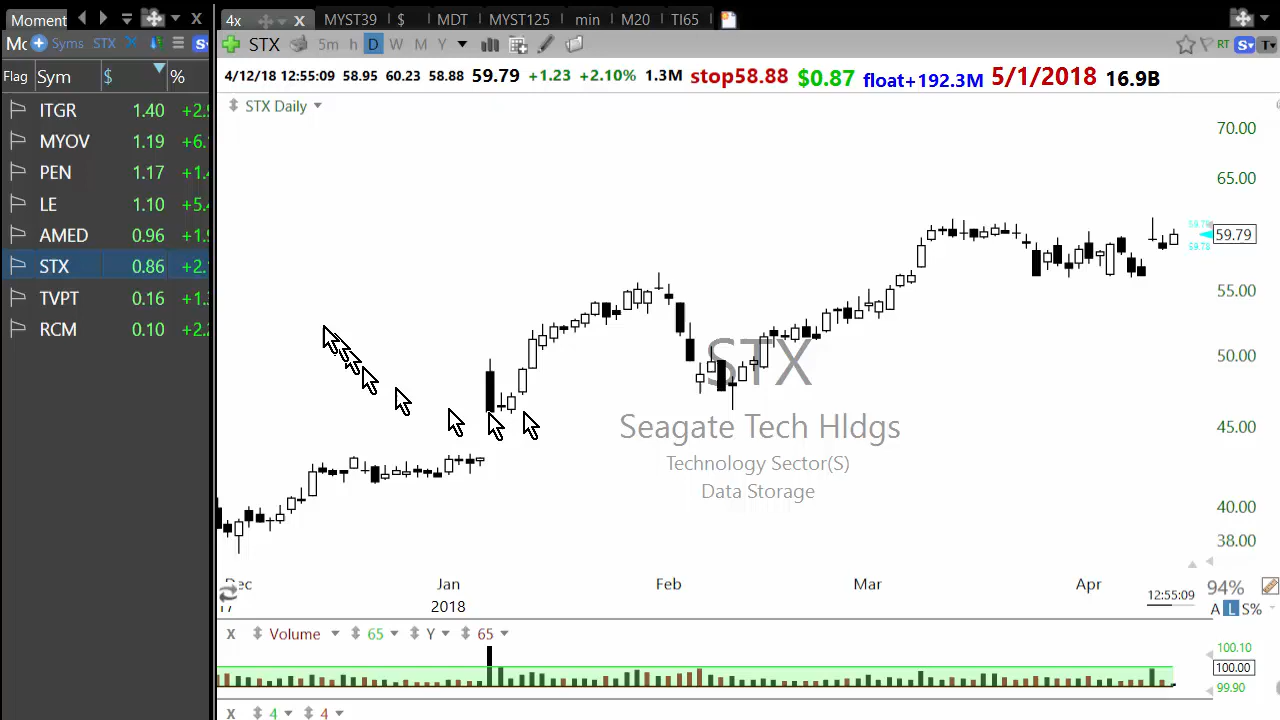 Moment
4x MYST39 $ MDT MYST125 min M20 TI65
Syms STX
STX 5m h D W M Y
RT S T
Flag Sym $ %
4/12/18 12:55:09 58.95 60.23 58.88 59.79 +1.23 +2.10% 1.3M stop58.88 $0.87 float+192.3M 5/1/2018 16.9B
STX Daily
ITGR 1.40
MYOV 1.19
PEN 1.17
LE 1.10
AMED 0.96
STX 0.86
TVPT 0.16
RCM 0.10
70.00
65.00
59.79
55.00
50.00
45.00
40.00
38.00
STX
Seagate Tech Hldgs
Technology Sector(S)
Data Storage
Dec Jan Feb Mar Apr
17 2018
12:55:09
94%
A L S%
X Volume 65 Y 65
100.10
100.00
99.90
X 4 4